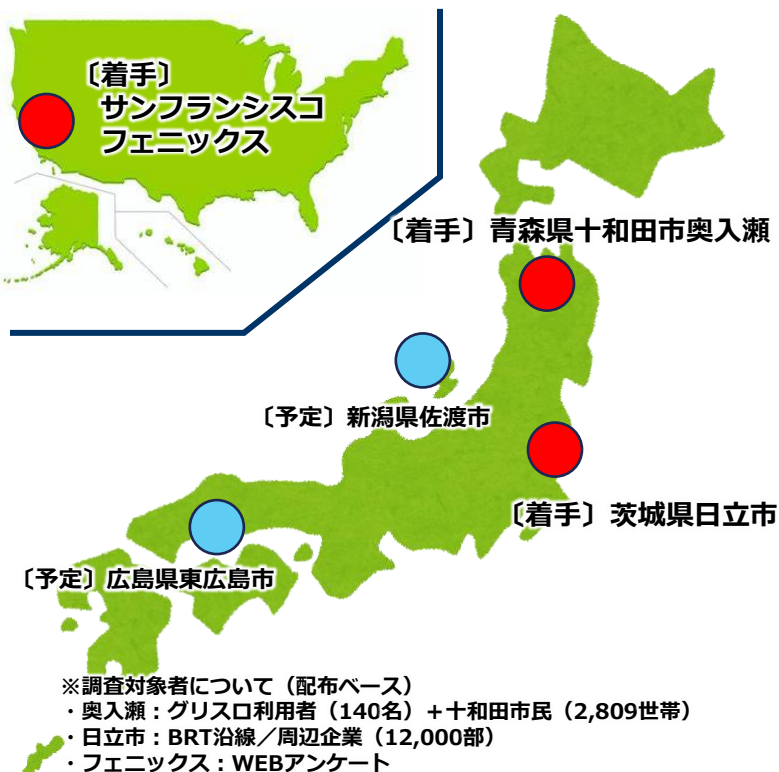 〔着手〕
サンフランシスコ
フェニックス
〔着手〕青森県十和田市奥入瀬
〔予定〕新潟県佐渡市
〔着手〕茨城県日立市
〔予定〕広島県東広島市
※調査対象者について（配布ベース）
・奥入瀬：グリスロ利用者（140名）＋十和田市民（2,809世帯）
・日立市：BRT沿線／周辺企業（12,000部）
・フェニックス：WEBアンケート